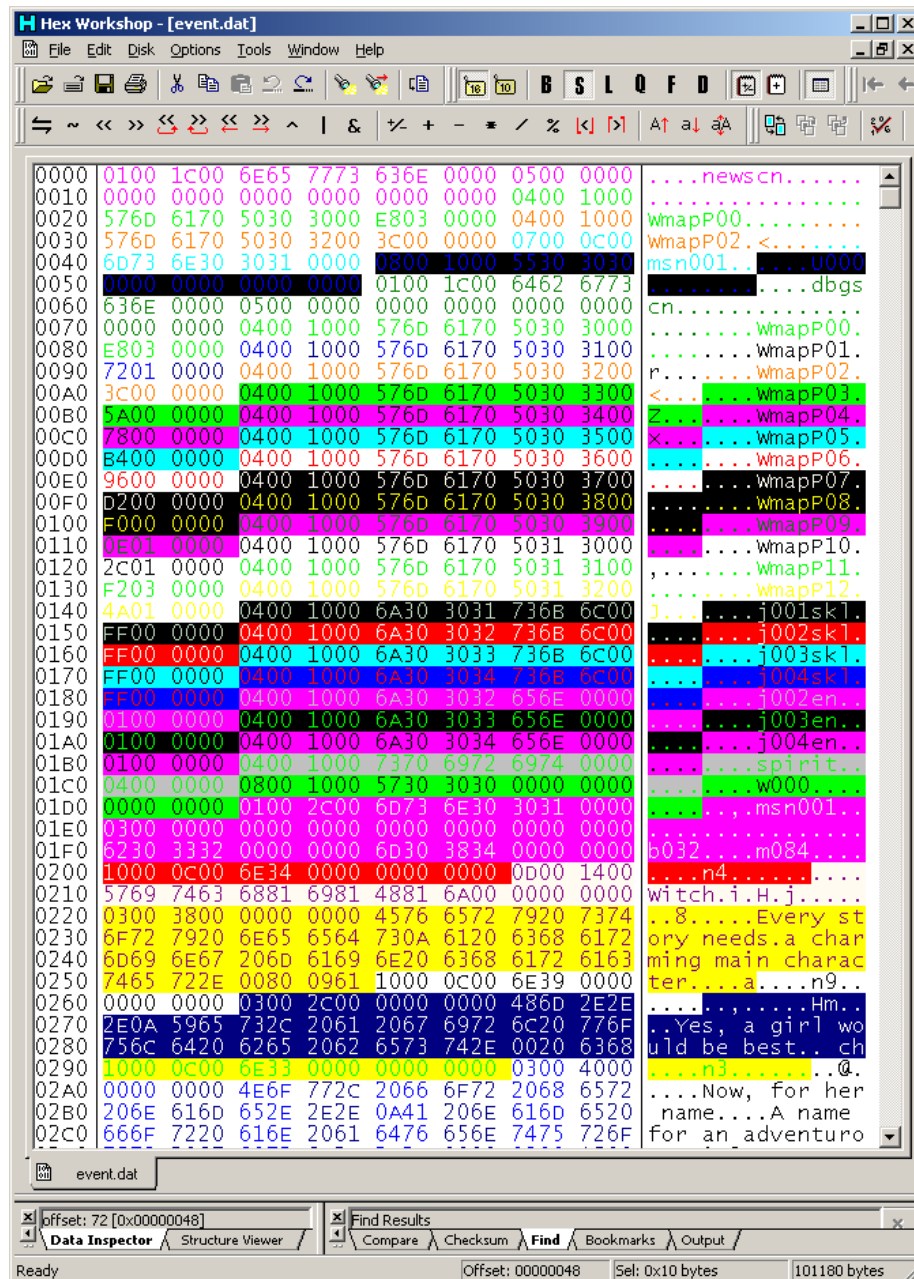 Hex Workshop - [event.dat]
File Edit Disk Options Tools Window Help
16 10 B S L Q F D
0000 0100 1C00 6E65 7773 636E 0000 0500 0000 ....newscn......
0010 0000 0000 0000 0000 0000 0000 0400 1000 ................
0020 576D 6170 5030 3000 E803 0000 0400 1000 WmapP00.........
0030 576D 6170 5030 3200 3C00 0000 0700 0C00 WmapP02.<.......
0040 6D73 6E30 3031 0000 0800 1000 5530 3030 msn001......U000
0050 0000 0000 0000 0000 0100 1C00 6462 6773 ............dbgs
0060 636E 0000 0500 0000 0000 0000 0000 0000 cn..............
0070 0000 0000 0400 1000 576D 6170 5030 3000 ........WmapP00.
0080 E803 0000 0400 1000 576D 6170 5030 3100 ........WmapP01.
0090 7201 0000 0400 1000 576D 6170 5030 3200 r.......WmapP02.
00A0 3C00 0000 0400 1000 576D 6170 5030 3300 <.......WmapP03.
00B0 5A00 0000 0400 1000 576D 6170 5030 3400 Z.......WmapP04.
00C0 7800 0000 0400 1000 576D 6170 5030 3500 x.......WmapP05.
00D0 B400 0000 0400 1000 576D 6170 5030 3600 ........WmapP06.
00E0 9600 0000 0400 1000 576D 6170 5030 3700 ........WmapP07.
00F0 D200 0000 0400 1000 576D 6170 5030 3800 ........WmapP08.
0100 F000 0000 0400 1000 576D 6170 5030 3900 ........WmapP09.
0110 0E01 0000 0400 1000 576D 6170 5031 3000 ........WmapP10.
0120 2C01 0000 0400 1000 576D 6170 5031 3100 ,.......WmapP11.
0130 F203 0000 0400 1000 576D 6170 5031 3200 ........WmapP12.
0140 4A01 0000 0400 1000 6A30 3031 736B 6C00 J.......j001skl.
0150 FF00 0000 0400 1000 6A30 3032 736B 6C00 ........j002skl.
0160 FF00 0000 0400 1000 6A30 3033 736B 6C00 ........j003skl.
0170 FF00 0000 0400 1000 6A30 3034 736B 6C00 ........j004skl.
0180 FF00 0000 0400 1000 6A30 3032 656E 0000 ........j002en..
0190 0100 0000 0400 1000 6A30 3033 656E 0000 ........j003en..
01A0 0100 0000 0400 1000 6A30 3034 656E 0000 ........j004en..
01B0 0100 0000 0400 1000 7370 6972 6974 0000 ........spirit..
01C0 0400 0000 0800 1000 5730 3030 0000 0000 ........W000....
01D0 0000 0000 0100 2C00 6D73 6E30 3031 0000 ......,.msn001..
01E0 0300 0000 0000 0000 0000 0000 0000 0000 ................
01F0 6230 3332 0000 0000 6D30 3834 0000 0000 b032....m084....
0200 1000 0C00 6E34 0000 0000 0000 0D00 1400 ....n4..........
0210 5769 7463 6881 6981 4881 6A00 0000 0000 Witch.i.H.j.....
0220 0300 3800 0000 0000 4576 6572 7920 7374 ..8.....Every st
0230 6F72 7920 6E65 6564 730A 6120 6368 6172 ory needs.a char
0240 6D69 6E67 206D 6169 6E20 6368 6172 6163 ming main charac
0250 7465 722E 0080 0961 1000 0C00 6E39 0000 ter....a....n9..
0260 0000 0000 0300 2C00 0000 0000 486D 2E2E ......,.....Hm..
0270 2E0A 5965 732C 2061 2067 6972 6C20 776F ..Yes, a girl wo
0280 756C 6420 6265 2062 6573 742E 0020 6368 uld be best.. ch
0290 1000 0C00 6E33 0000 0000 0000 0300 4000 ....n3........@.
02A0 0000 0000 4E6F 772C 2066 6F72 2068 6572 ....Now, for her
02B0 206E 616D 652E 2E2E 0A41 206E 616D 6520 name....A name
02C0 666F 7220 616E 2061 6476 656E 7475 726F for an adventuro
event.dat
offset: 72 [0x00000048] Find Results
Data Inspector Structure Viewer Compare Checksum Find Bookmarks Output
Ready Offset: 00000048 Sel: 0x10 bytes 101180 bytes